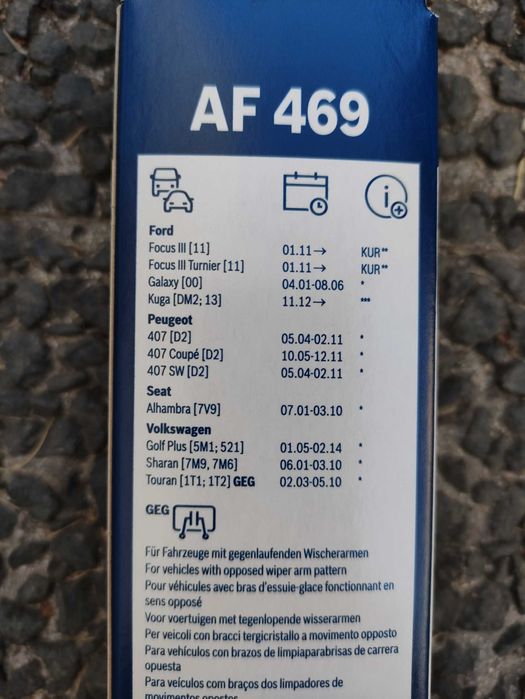 AF 469
Ford
Focus III [11] 01.11→ KUR**
Focus III Turnier [11] 01.11→ KUR**
Galaxy [00] 04.01-08.06 *
Kuga [DM2; 13] 11.12→ ***
Peugeot
407 [D2] 05.04-02.11 *
407 Coupé [D2] 10.05-12.11 *
407 SW [D2] 05.04-02.11 *
Seat
Alhambra [7V9] 07.01-03.10 *
Volkswagen
Golf Plus [5M1; 521] 01.05-02.14 *
Sharan [7M9, 7M6] 06.01-03.10 *
Touran [1T1; 1T2] GEG 02.03-05.10 *
GEG
Für Fahrzeuge mit gegenlaufenden Wischerarmen
For vehicles with opposed wiper arm pattern
Pour véhicules avec bras d'essuie-glace fonctionnant en
sens opposé
Voor voertuigen met tegenlopende wisserarmen
Per veicoli con bracci tergicristallo a movimento opposto
Para vehículos con brazos de limpiaparabrisas de carrera
opuesta
Para veículos com braços dos limpadores de
movimentos opostos